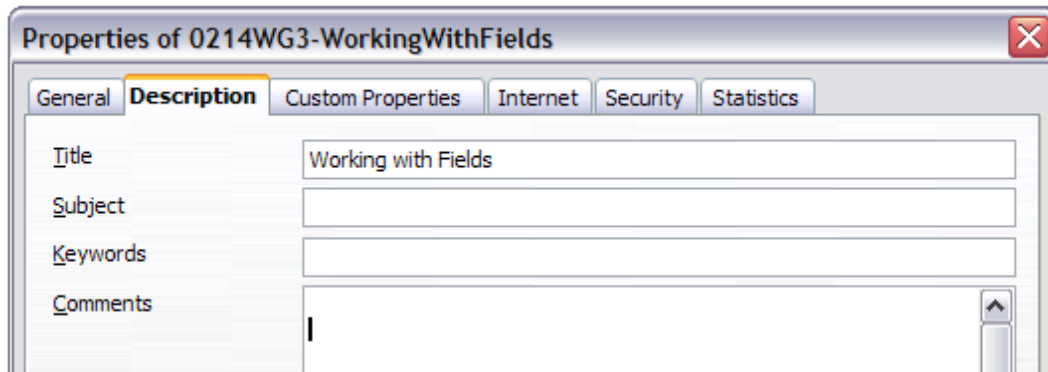 Properties of 0214WG3-WorkingWithFields
General Description Custom Properties Internet Security Statistics
Title Working with Fields
Subject
Keywords
Comments